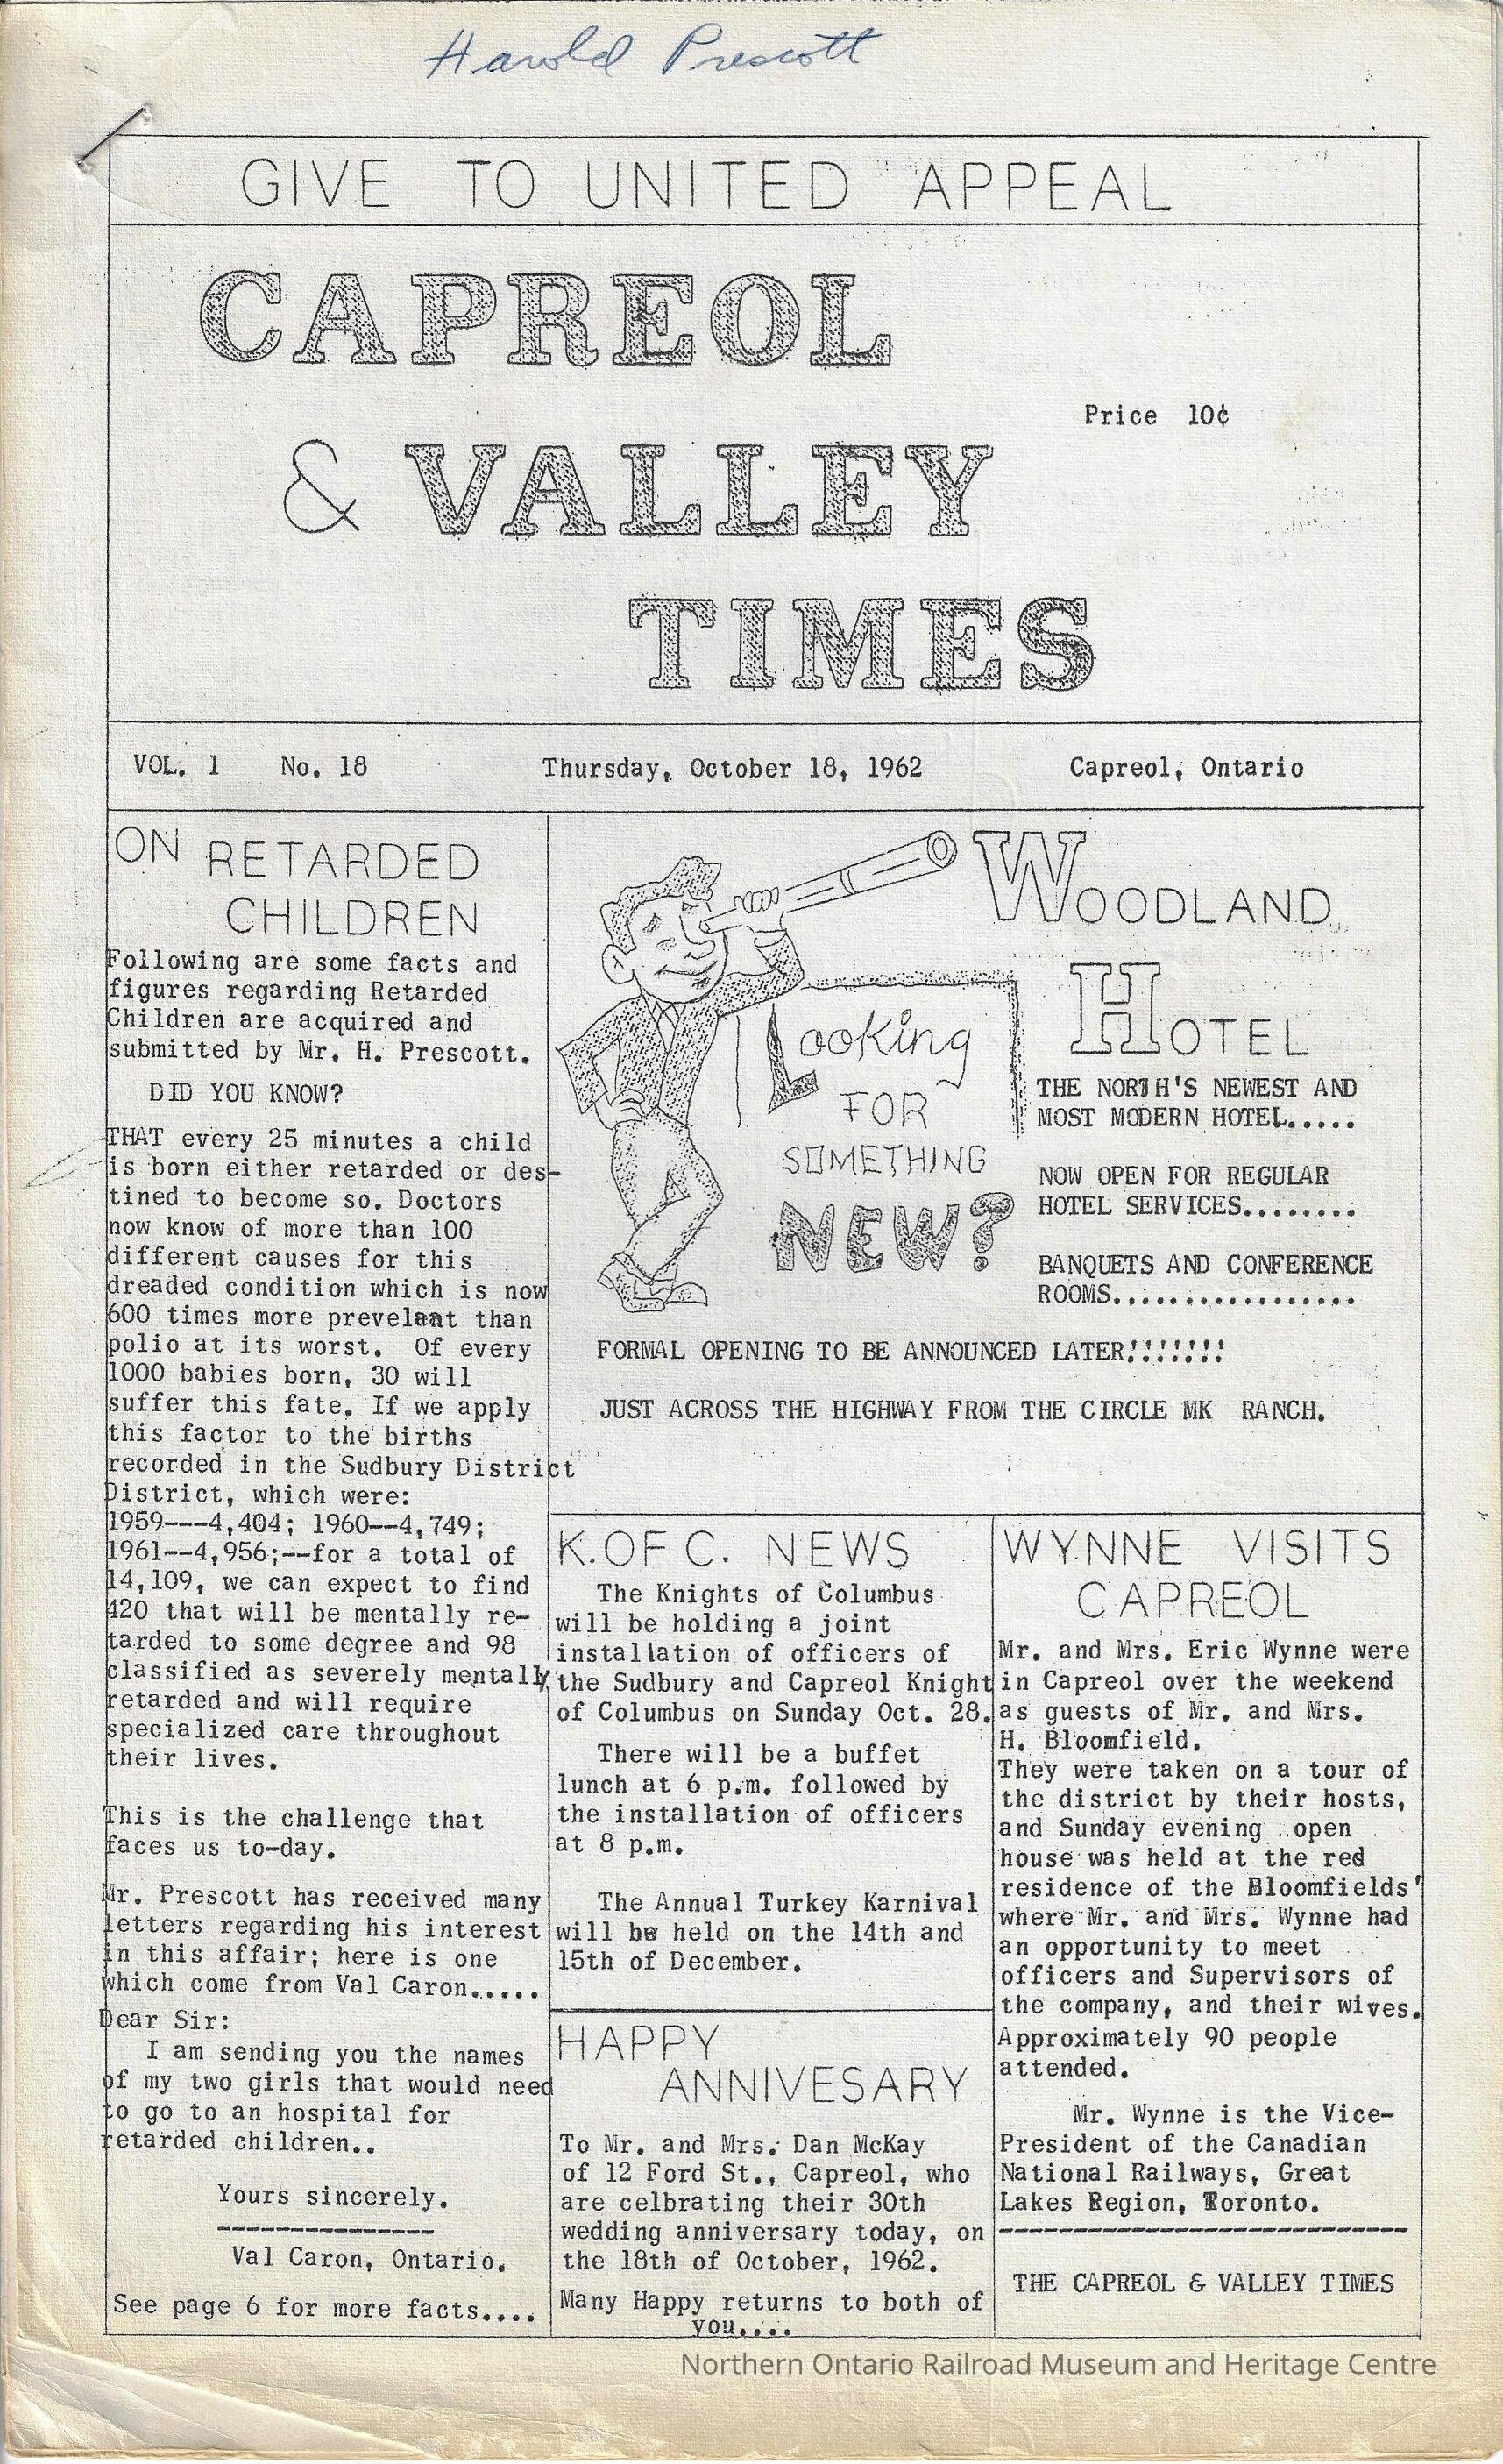 Harold Prescott
GIVE TO UNITED APPEAL
CAPREOL
& VALLEY
TIMES
Price 10¢
VOL. 1 No. 18 Thursday, October 18, 1962 Capreol, Ontario
ON RETARDED
CHILDREN
Following are some facts and
figures regarding Retarded
Children are acquired and
submitted by Mr. H. Prescott.
DID YOU KNOW?
THAT every 25 minutes a child
is born either retarded or des-
tined to become so. Doctors
now know of more than 100
different causes for this
dreaded condition which is now
600 times more prevelaat than
polio at its worst. Of every
1000 babies born, 30 will
suffer this fate. If we apply
this factor to the births
recorded in the Sudbury District
District, which were:
1959---4,404; 1960--4,749;
1961--4,956;--for a total of
14,109, we can expect to find
420 that will be mentally re-
tarded to some degree and 98
classified as severely mentally
retarded and will require
specialized care throughout
their lives.
This is the challenge that
faces us to-day.
Mr. Prescott has received many
letters regarding his interest
in this affair; here is one
which come from Val Caron.....
Dear Sir:
I am sending you the names
of my two girls that would need
to go to an hospital for
retarded children..
Yours sincerely.
---------------
Val Caron, Ontario.
See page 6 for more facts....
WOODLAND
HOTEL
Looking
FOR
SOMETHING
NEW?
THE NORTH'S NEWEST AND
MOST MODERN HOTEL.....
NOW OPEN FOR REGULAR
HOTEL SERVICES........
BANQUETS AND CONFERENCE
ROOMS.................
FORMAL OPENING TO BE ANNOUNCED LATER!!!!!!!
JUST ACROSS THE HIGHWAY FROM THE CIRCLE MK RANCH.
K. OF C. NEWS
The Knights of Columbus
will be holding a joint
installation of officers of
the Sudbury and Capreol Knight
of Columbus on Sunday Oct. 28.
There will be a buffet
lunch at 6 p.m. followed by
the installation of officers
at 8 p.m.
The Annual Turkey Karnival
will be held on the 14th and
15th of December.
HAPPY
ANNIVESARY
To Mr. and Mrs. Dan McKay
of 12 Ford St., Capreol, who
are celbrating their 30th
wedding anniversary today, on
the 18th of October, 1962.
Many Happy returns to both of
you....
WYNNE VISITS
CAPREOL
Mr. and Mrs. Eric Wynne were
in Capreol over the weekend
as guests of Mr. and Mrs.
H. Bloomfield.
They were taken on a tour of
the district by their hosts,
and Sunday evening open
house was held at the red
residence of the Bloomfields'
where Mr. and Mrs. Wynne had
an opportunity to meet
officers and Supervisors of
the company, and their wives.
Approximately 90 people
attended.
Mr. Wynne is the Vice-
President of the Canadian
National Railways, Great
Lakes Region, Toronto.
----------------------------
THE CAPREOL & VALLEY TIMES
Northern Ontario Railroad Museum and Heritage Centre